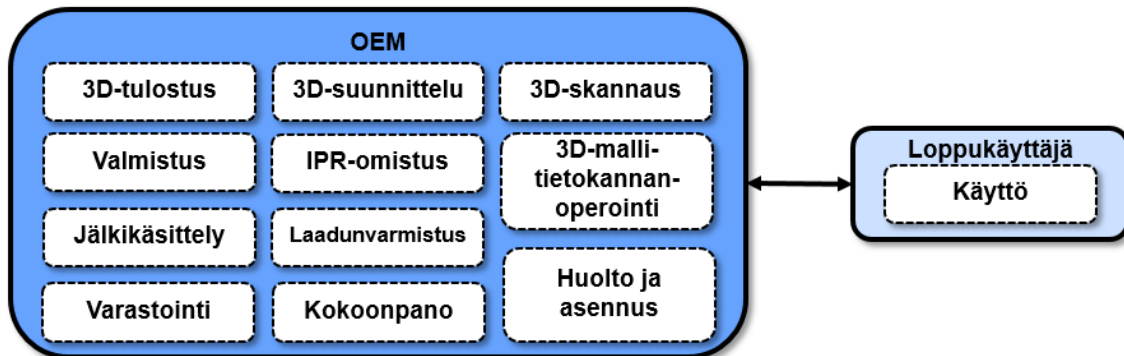 OEM
3D-tulostus
3D-suunnittelu
3D-skannaus
Valmistus
IPR-omistus
3D-malli-
tietokannan-
operointi
Jälkikäsittely
Laadunvarmistus
Huolto ja
asennus
Varastointi
Kokoonpano
Loppukäyttäjä
Käyttö